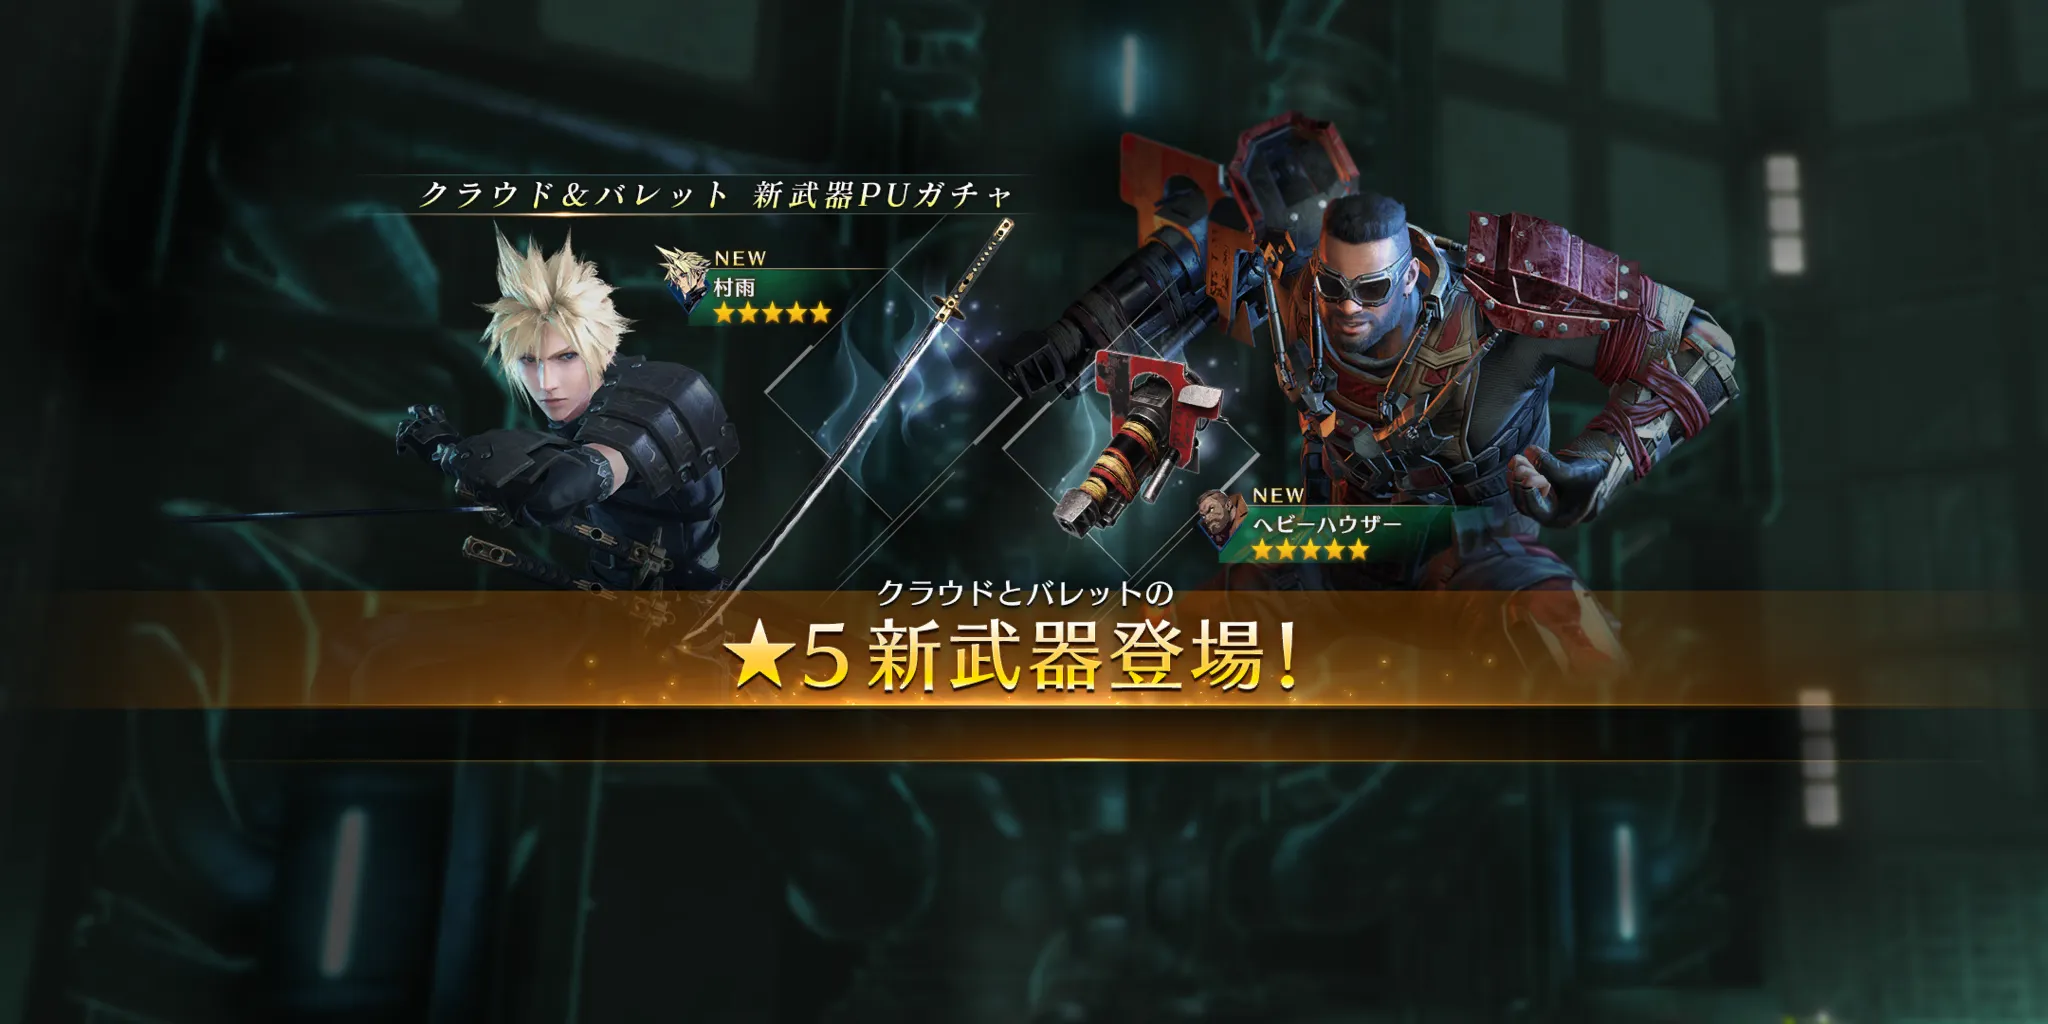 クラウド&バレット 新武器PUガチャ
NEW
村雨
★★★★★
NEW
ヘビーハウザー
★★★★★
クラウドとバレットの
★5 新武器登場!